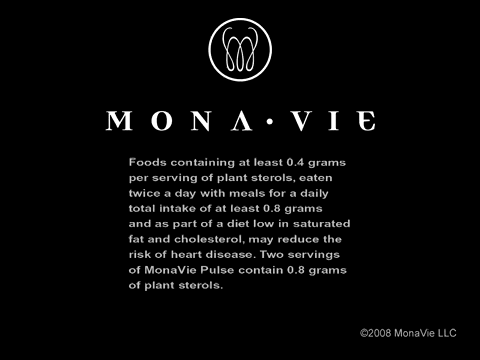 MONA • VIE
Foods containing at least 0.4 grams
per serving of plant sterols, eaten
twice a day with meals for a daily
total intake of at least 0.8 grams
and as part of a diet low in saturated
fat and cholesterol, may reduce the
risk of heart disease. Two servings
of MonaVie Pulse contain 0.8 grams
of plant sterols.
©2008 MonaVie LLC